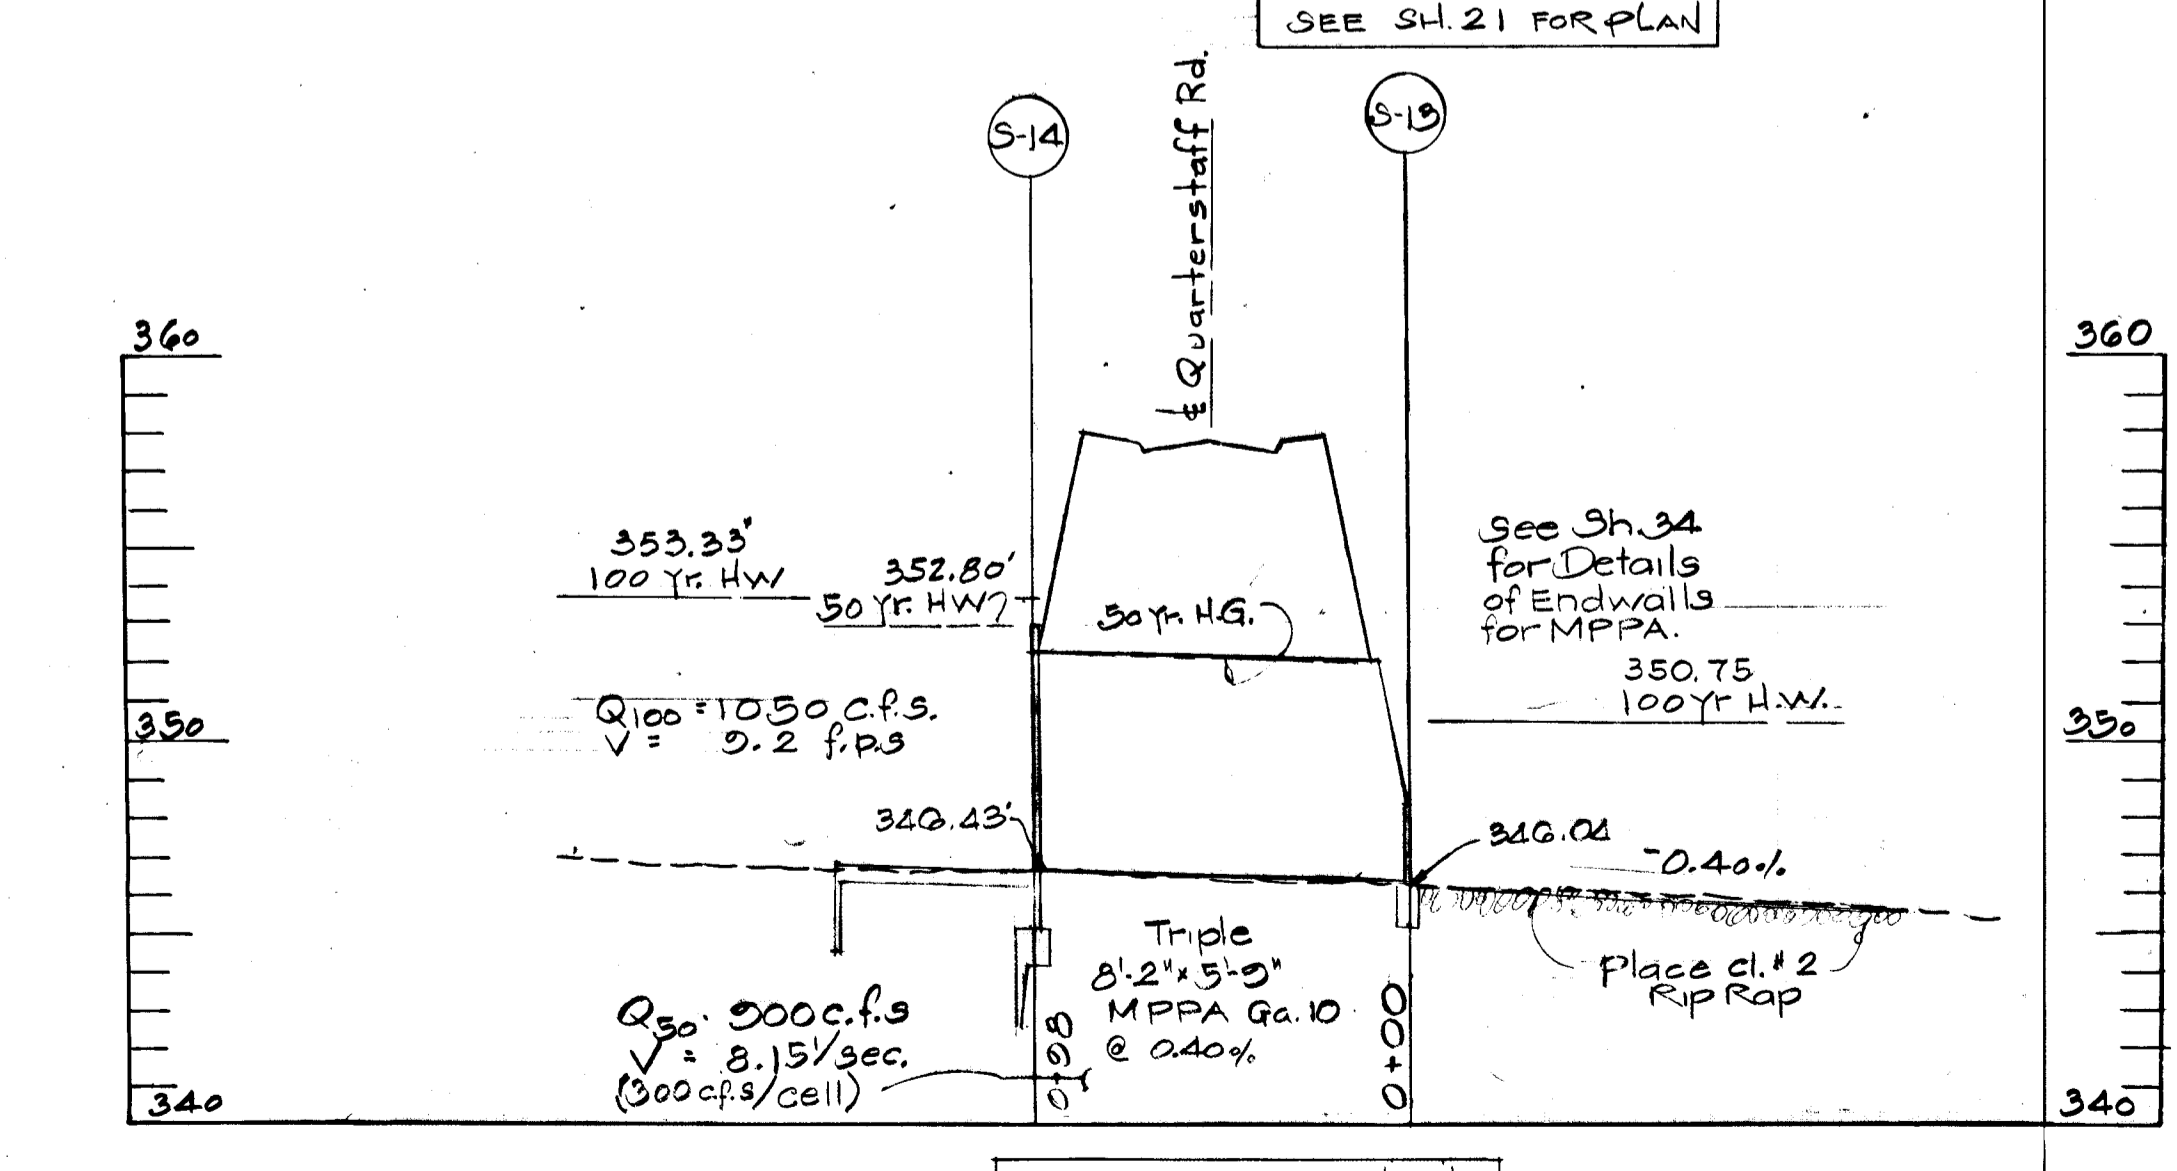 SEE SH. 21 FOR PLAN
S-14
S-13
℄ Quarterstaff Rd.
360
360
353.33'
100 Yr. HW
352.80'
50 Yr. HW
50 Yr. H.G.
See Sh. 34
for Details
of Endwalls
for MPPA.
350.75
100 Yr H.W.
Q100 = 1050 C.f.s.
V = 9.2 f.p.s
350
350
346.43'
346.04
-0.40%
Triple
8'-2" x 5'-9"
MPPA Ga. 10
@ 0.40%
Place cl. #2
Rip Rap
Q50. 900 c.f.s
V = 8.15'/sec.
(300 c.f.s/cell)
0+98
0+00
340
340